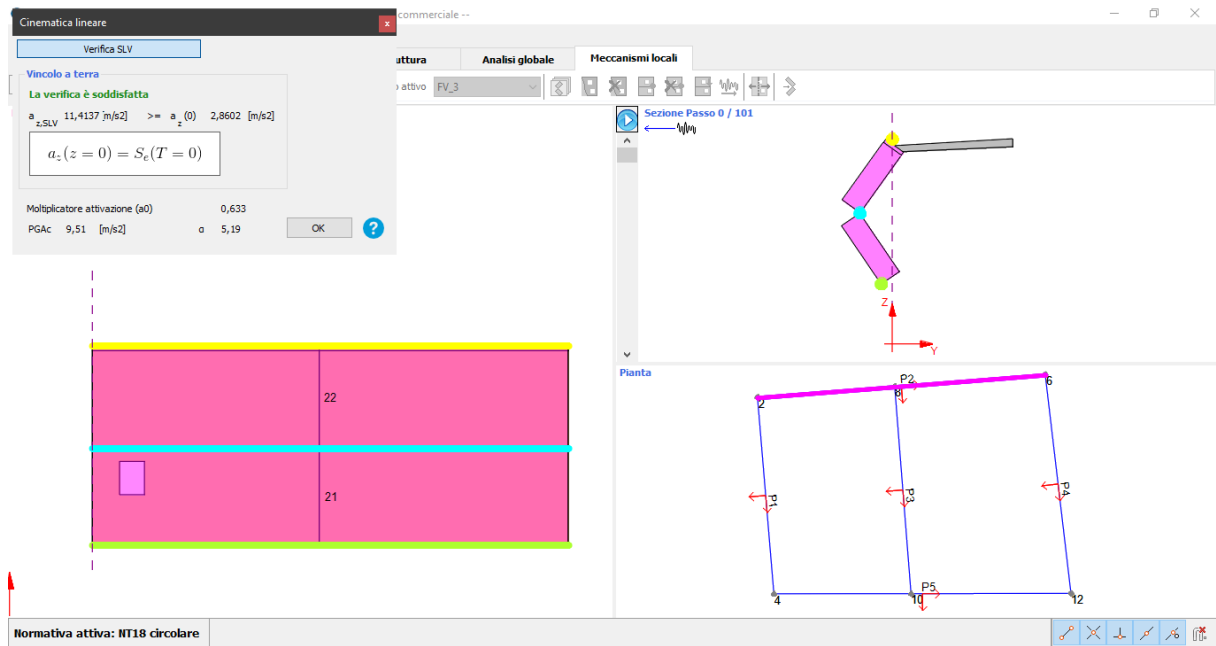 Cinematica lineare
x
commerciale --
Verifica SLV
uttura
Analisi globale
Meccanismi locali
o attivo FV_3
Vincolo a terra
La verifica è soddisfatta
a z,SLV 11,4137 [m/s2] >= a z (0) 2,8602 [m/s2]
a_z(z = 0) = S_e(T = 0)
Moltiplicatore attivazione (a0) 0,633
PGAc 9,51 [m/s2] α 5,19
OK
?
Sezione Passo 0 / 101
Z
Y
22
21
Pianta
2
8
P2
6
P1
P3
P4
P5
4
10
12
Normativa attiva: NT18 circolare